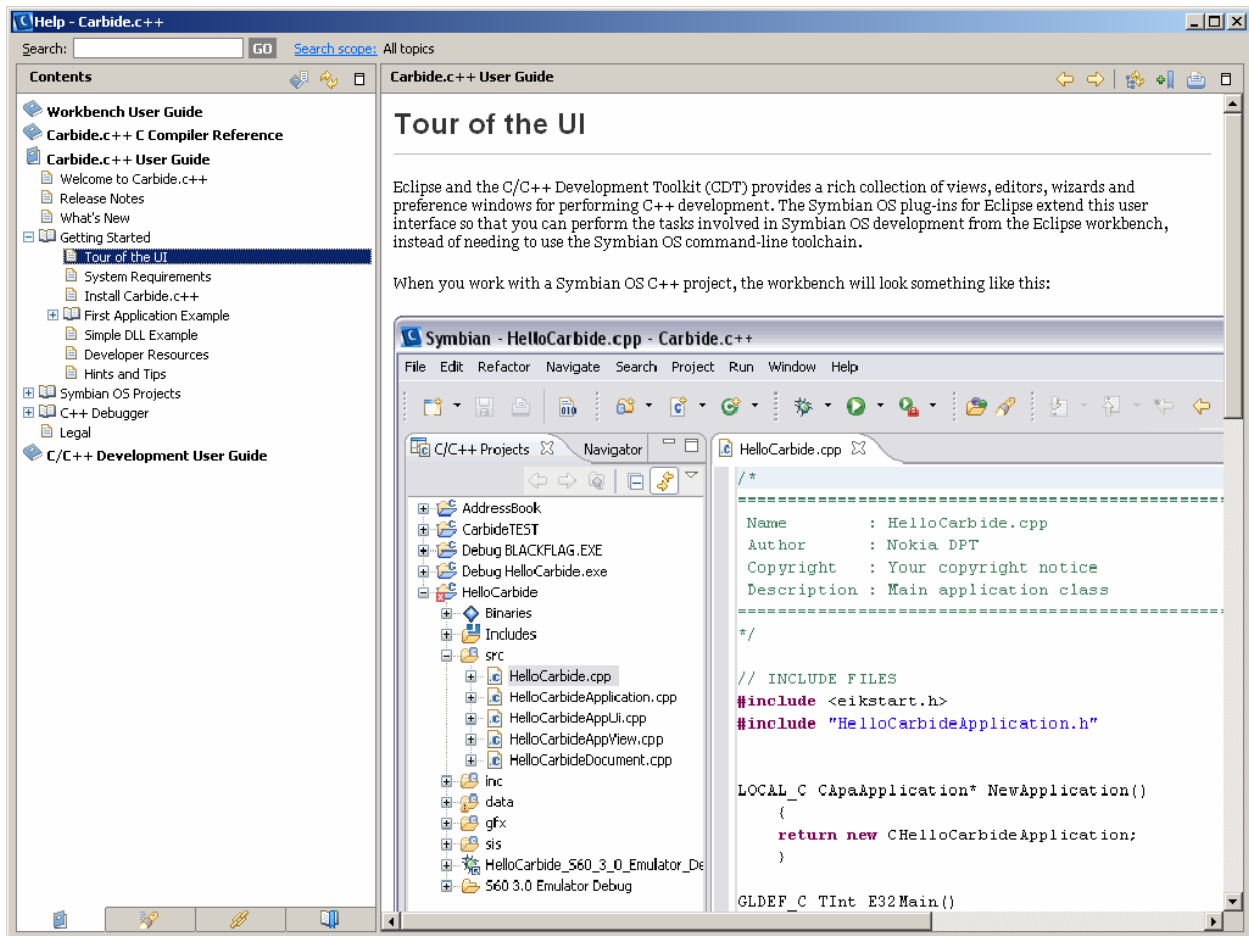 Help - Carbide.c++
Search: GO Search scope: All topics
Contents
Workbench User Guide
Carbide.c++ C Compiler Reference
Carbide.c++ User Guide
Welcome to Carbide.c++
Release Notes
What's New
Getting Started
Tour of the UI
System Requirements
Install Carbide.c++
First Application Example
Simple DLL Example
Developer Resources
Hints and Tips
Symbian OS Projects
C++ Debugger
Legal
C/C++ Development User Guide
Carbide.c++ User Guide
Tour of the UI
Eclipse and the C/C++ Development Toolkit (CDT) provides a rich collection of views, editors, wizards and
preference windows for performing C++ development. The Symbian OS plug-ins for Eclipse extend this user
interface so that you can perform the tasks involved in Symbian OS development from the Eclipse workbench,
instead of needing to use the Symbian OS command-line toolchain.
When you work with a Symbian OS C++ project, the workbench will look something like this:
Symbian - HelloCarbide.cpp - Carbide.c++
File Edit Refactor Navigate Search Project Run Window Help
010
C/C++ Projects Navigator
AddressBook
CarbideTEST
Debug BLACKFLAG.EXE
Debug HelloCarbide.exe
HelloCarbide
Binaries
Includes
src
HelloCarbide.cpp
HelloCarbideApplication.cpp
HelloCarbideAppUi.cpp
HelloCarbideAppView.cpp
HelloCarbideDocument.cpp
inc
data
gfx
sis
HelloCarbide_S60_3_0_Emulator_De
S60 3.0 Emulator Debug
HelloCarbide.cpp
/*
=================================================
Name : HelloCarbide.cpp
Author : Nokia DPT
Copyright : Your copyright notice
Description : Main application class
=================================================
*/
// INCLUDE FILES
#include <eikstart.h>
#include "HelloCarbideApplication.h"
LOCAL_C CApaApplication* NewApplication()
{
return new CHelloCarbideApplication;
}
GLDEF_C TInt E32Main()